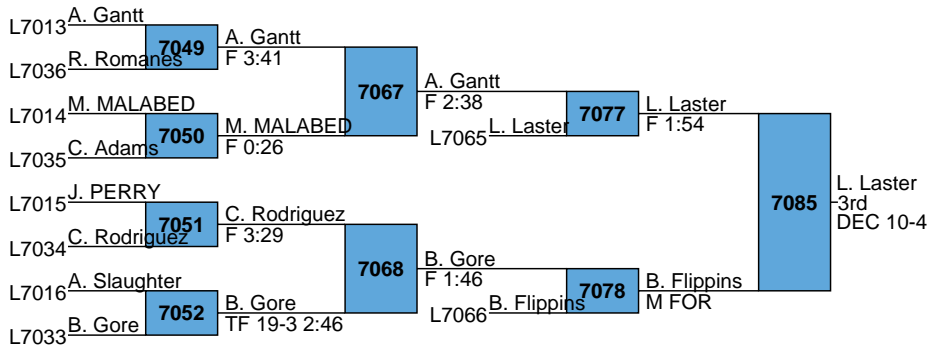 L7013 A. Gantt
7049
L7036 R. Romanes
A. Gantt
F 3:41
L7014 M. MALABED
7050
L7035 C. Adams
M. MALABED
F 0:26
7067
A. Gantt
F 2:38
L7065 L. Laster
7077
L. Laster
F 1:54
L7015 J. PERRY
7051
L7034 C. Rodriguez
C. Rodriguez
F 3:29
L7016 A. Slaughter
7052
L7033 B. Gore
B. Gore
TF 19-3 2:46
7068
B. Gore
F 1:46
L7066 B. Flippins
7078
B. Flippins
M FOR
7085
L. Laster
3rd
DEC 10-4